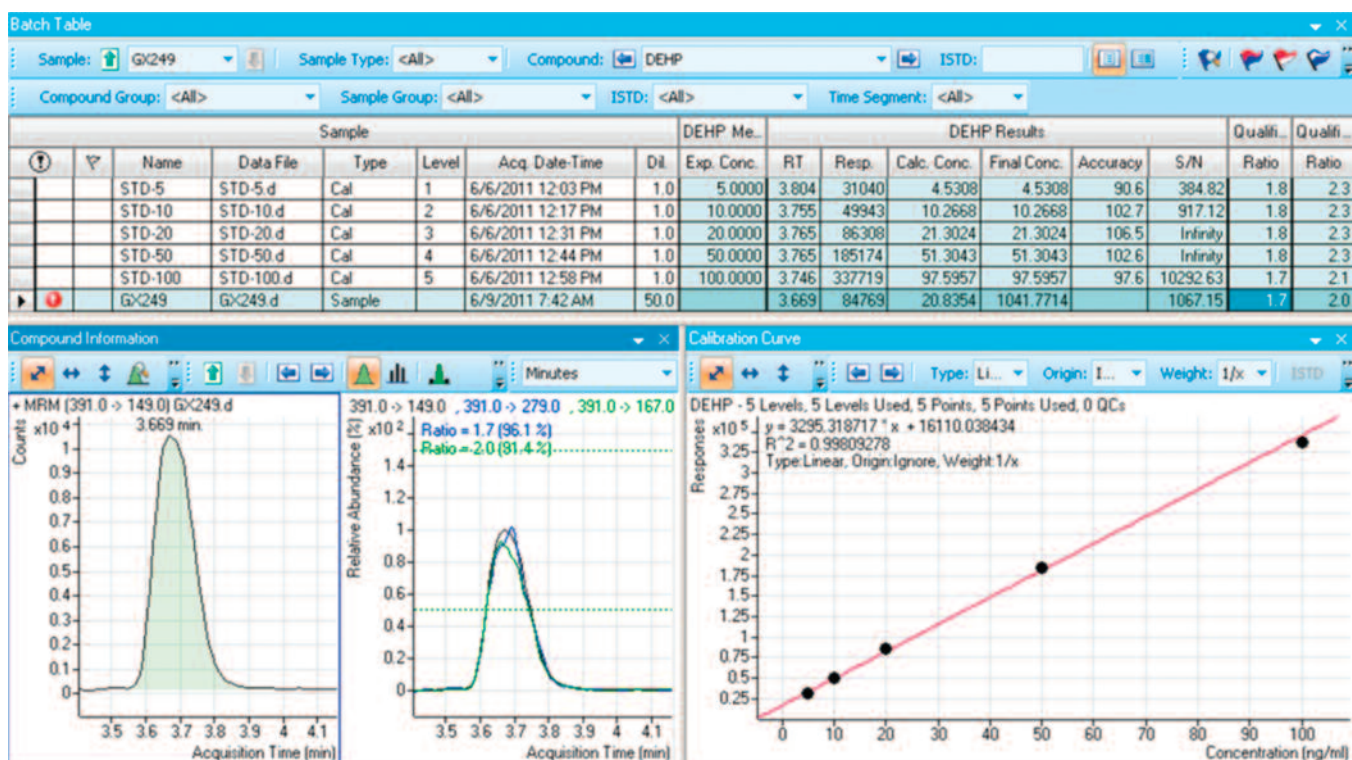 Batch Table
Sample: GX249 Sample Type: <All> Compound: DEHP ISTD:
Compound Group: <All> Sample Group: <All> ISTD: <All> Time Segment: <All>
Sample DEHP Me... DEHP Results Qualifi... Qualifi...
Name Data File Type Level Acq. Date-Time Dil. Exp. Conc. RT Resp. Calc. Conc. Final Conc. Accuracy S/N Ratio Ratio
STD-5 STD-5.d Cal 1 6/6/2011 12:03 PM 1.0 5.0000 3.804 31040 4.5308 4.5308 90.6 384.82 1.8 2.3
STD-10 STD-10.d Cal 2 6/6/2011 12:17 PM 1.0 10.0000 3.755 49943 10.2668 10.2668 102.7 917.12 1.8 2.3
STD-20 STD-20.d Cal 3 6/6/2011 12:31 PM 1.0 20.0000 3.765 86308 21.3024 21.3024 106.5 Infinity 1.8 2.3
STD-50 STD-50.d Cal 4 6/6/2011 12:44 PM 1.0 50.0000 3.765 185174 51.3043 51.3043 102.6 Infinity 1.8 2.3
STD-100 STD-100.d Cal 5 6/6/2011 12:58 PM 1.0 100.0000 3.746 337719 97.5957 97.5957 97.6 10292.63 1.7 2.1
GX249 GX249.d Sample 6/9/2011 7:42 AM 50.0 3.669 84769 20.8354 1041.7714 1067.15 1.7 2.0
Compound Information
Minutes
+ MRM (391.0 -> 149.0) GX249.d
Counts
x10 4
3.669 min.
1
0.9
0.8
0.7
0.6
0.5
0.4
0.3
0.2
0.1
0
3.5 3.6 3.7 3.8 3.9 4 4.1
Acquisition Time (min)
391.0 -> 149.0 , 391.0 -> 279.0 , 391.0 -> 167.0
Relative Abundance (%)
x10 2
Ratio = 1.7 (96.1 %)
Ratio = 2.0 (91.4 %)
1.4
1.2
1
0.8
0.6
0.4
0.2
0
3.5 3.6 3.7 3.8 3.9 4 4.1
Acquisition Time (min)
Calibration Curve
Type: Li... Origin: I... Weight: 1/x ISTD
DEHP - 5 Levels, 5 Levels Used, 5 Points, 5 Points Used, 0 QCs
Responses
x10 5
y = 3295.318717 * x + 16110.038434
R^2 = 0.99809278
Type:Linear, Origin:Ignore, Weight:1/x
3.25
3
2.75
2.5
2.25
2
1.75
1.5
1.25
1
0.75
0.5
0.25
0 10 20 30 40 50 60 70 80 90 100
Concentration (ng/ml)